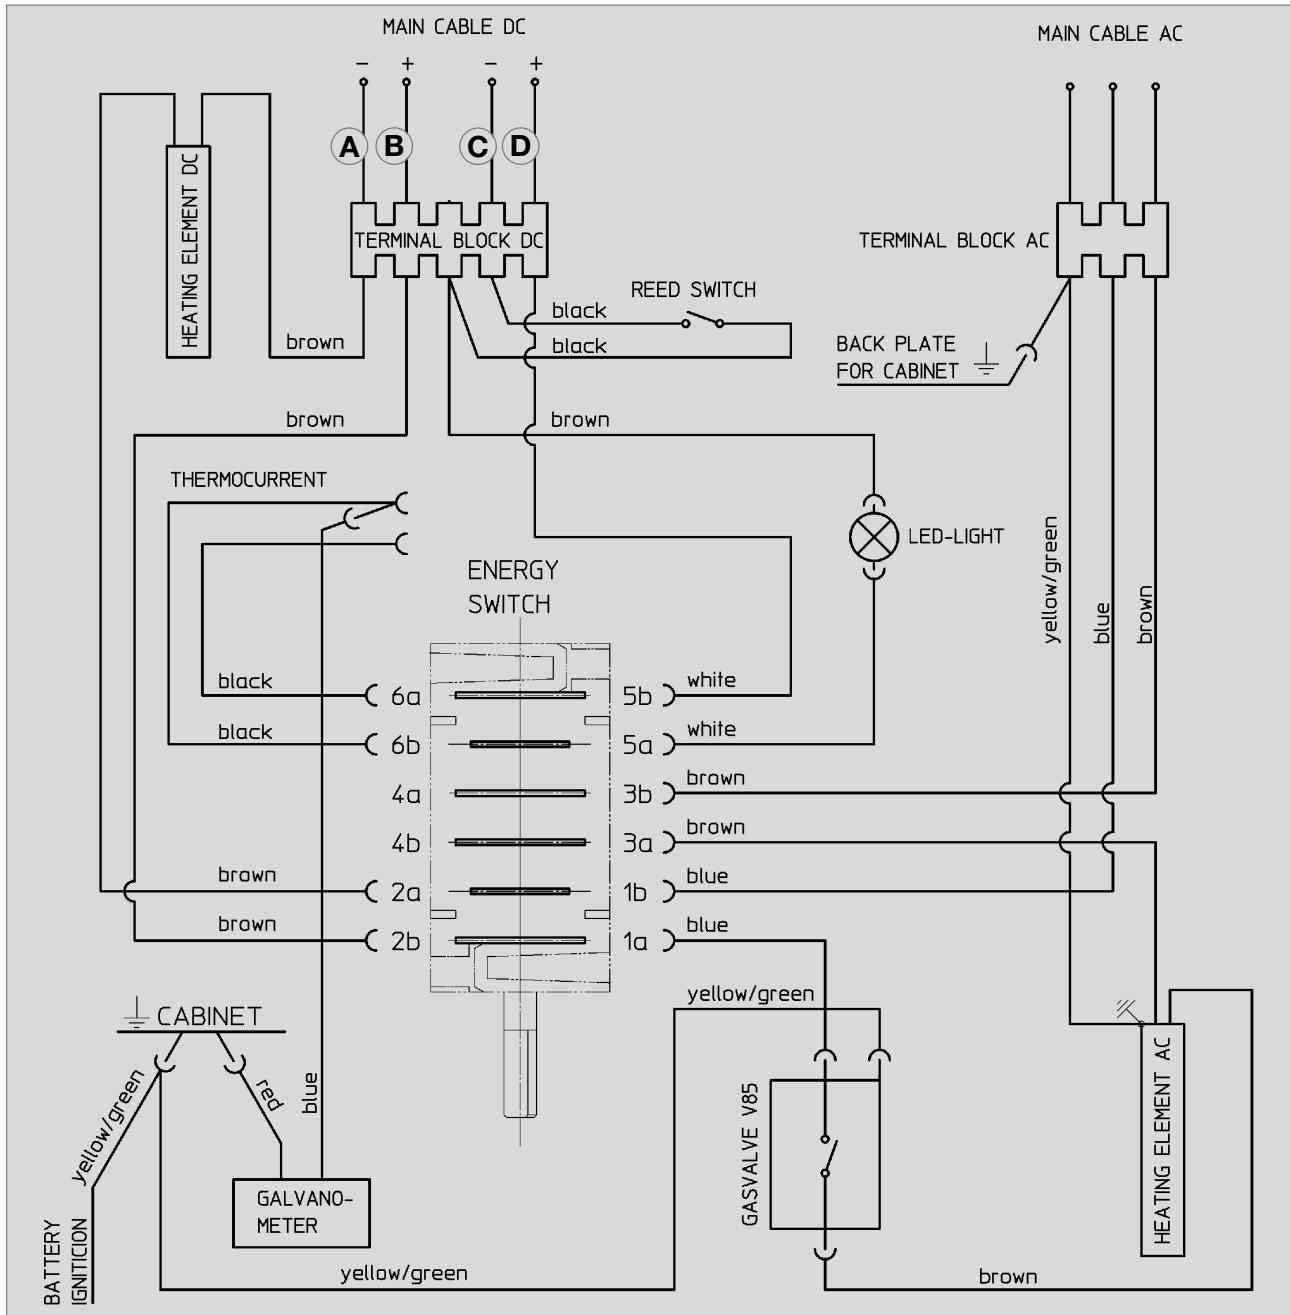 MAIN CABLE DC
MAIN CABLE AC
− + − +
A B C D
HEATING ELEMENT DC
TERMINAL BLOCK DC
TERMINAL BLOCK AC
REED SWITCH
black
brown
black
BACK PLATE
FOR CABINET
brown
brown
THERMOCURRENT
LED-LIGHT
yellow/green
blue
brown
ENERGY
SWITCH
black
6a
5b
white
black
6b
5a
white
4a
3b
brown
4b
3a
brown
brown
2a
1b
blue
brown
2b
1a
blue
yellow/green
CABINET
yellow/green
red
blue
GASVALVE V85
HEATING ELEMENT AC
GALVANO-
METER
BATTERY
IGNITICION
yellow/green
brown